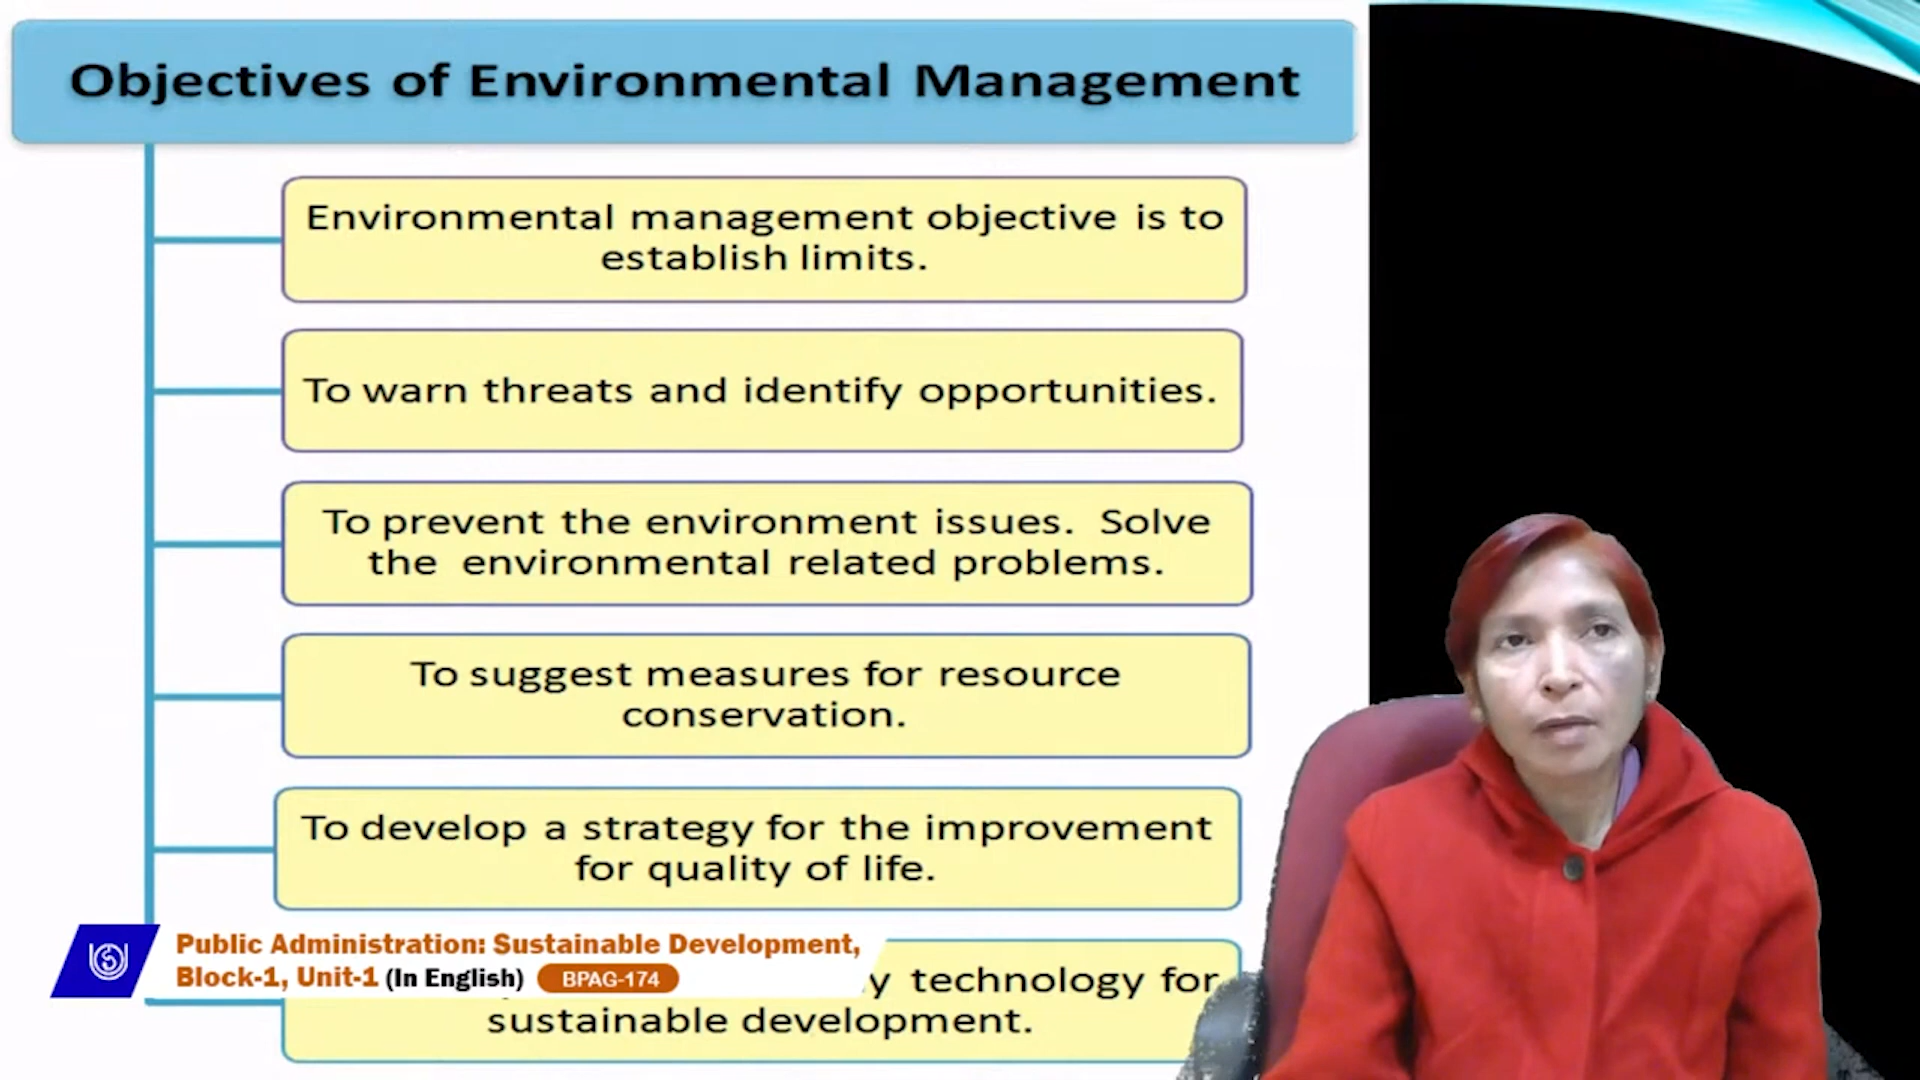 Objectives of Environmental Management
Environmental management objective is to
establish limits.
To warn threats and identify opportunities.
To prevent the environment issues. Solve
the environmental related problems.
To suggest measures for resource
conservation.
To develop a strategy for the improvement
for quality of life.
technology for
sustainable development.
Public Administration: Sustainable Development,
Block-1, Unit-1 (In English) BPAG-174